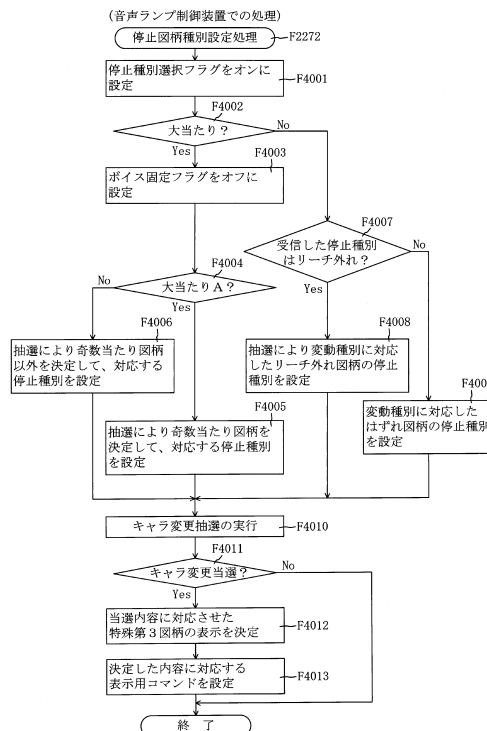 (音声ランプ制御装置での処理)
停止図柄種別設定処理
F2272
停止種別選択フラグをオンに
設定
F4001
F4002
大当たり?
No
Yes
F4003
ボイス固定フラグをオフに
設定
F4007
受信した停止種別
はリーチ外れ?
No
Yes
F4004
大当たりA?
No
Yes
F4006
抽選により奇数当たり図柄
以外を決定して、対応する
停止種別を設定
F4008
抽選により変動種別に対応
したリーチ外れ図柄の停止
種別を設定
F4005
抽選により奇数当たり図柄を
決定して、対応する停止種別
を設定
F400
変動種別に対応した
はずれ図柄の停止種別
を設定
キャラ変更抽選の実行
F4010
F4011
キャラ変更当選?
No
Yes
当選内容に対応させた
特殊第3図柄の表示を決定
F4012
決定した内容に対応する
表示用コマンドを設定
F4013
終 了